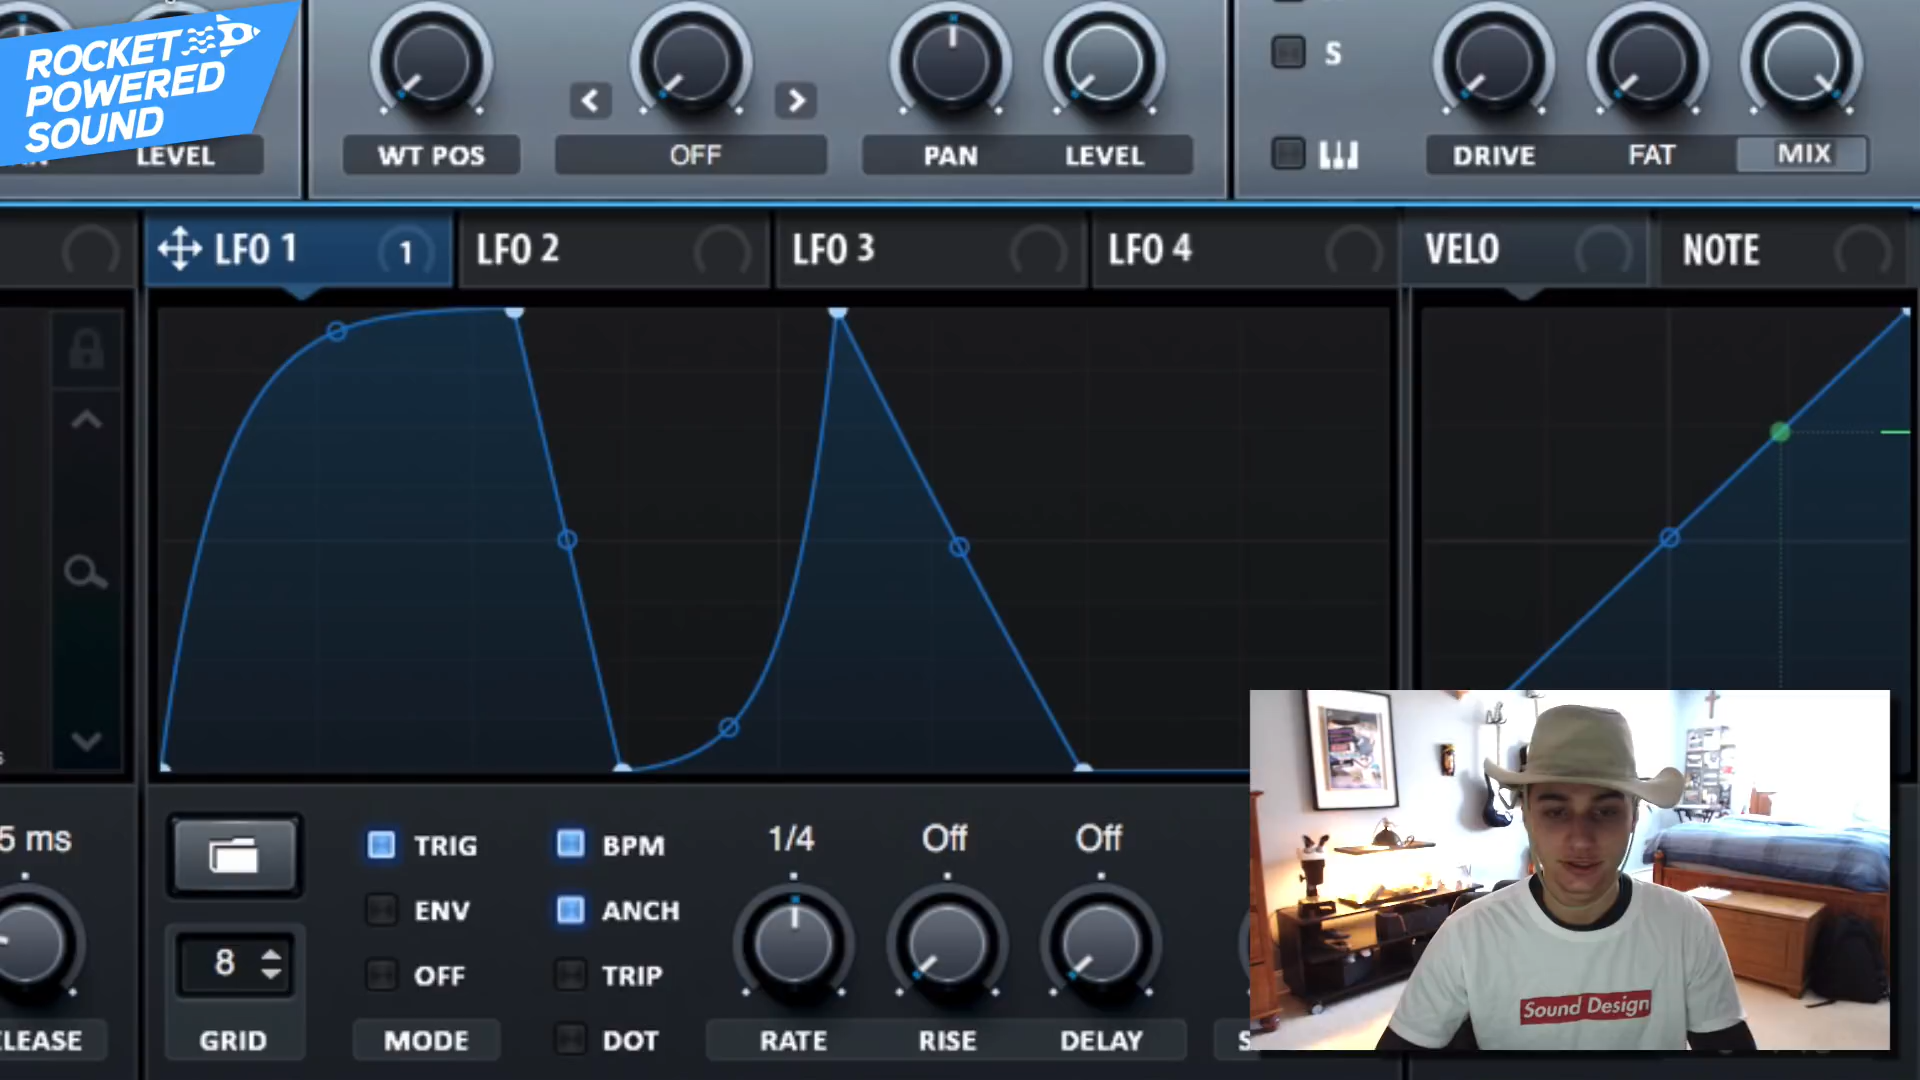 ROCKET
POWERED
SOUND
LEVEL
WT POS
OFF
PAN
LEVEL
S
DRIVE
FAT
MIX
LFO 1
1
LFO 2
LFO 3
LFO 4
VELO
NOTE
5 ms
TRIG
BPM
1/4
Off
Off
ENV
ANCH
8
OFF
TRIP
GRID
MODE
DOT
RATE
RISE
DELAY
Sound Design